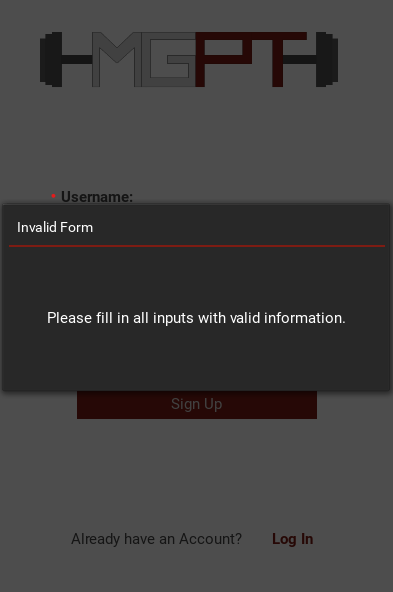 MGPT
* Username:
Invalid Form
Please fill in all inputs with valid information.
Sign Up
Already have an Account? Log In